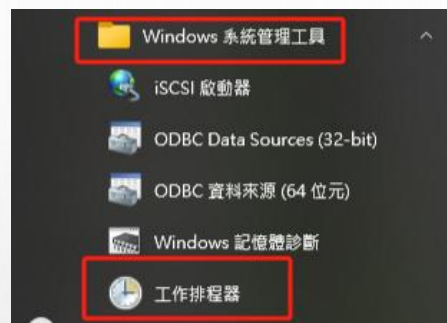 Windows 系統管理工具
iSCSI 啟動器
ODBC Data Sources (32-bit)
ODBC 資料來源 (64 位元)
Windows 記憶體診斷
工作排程器